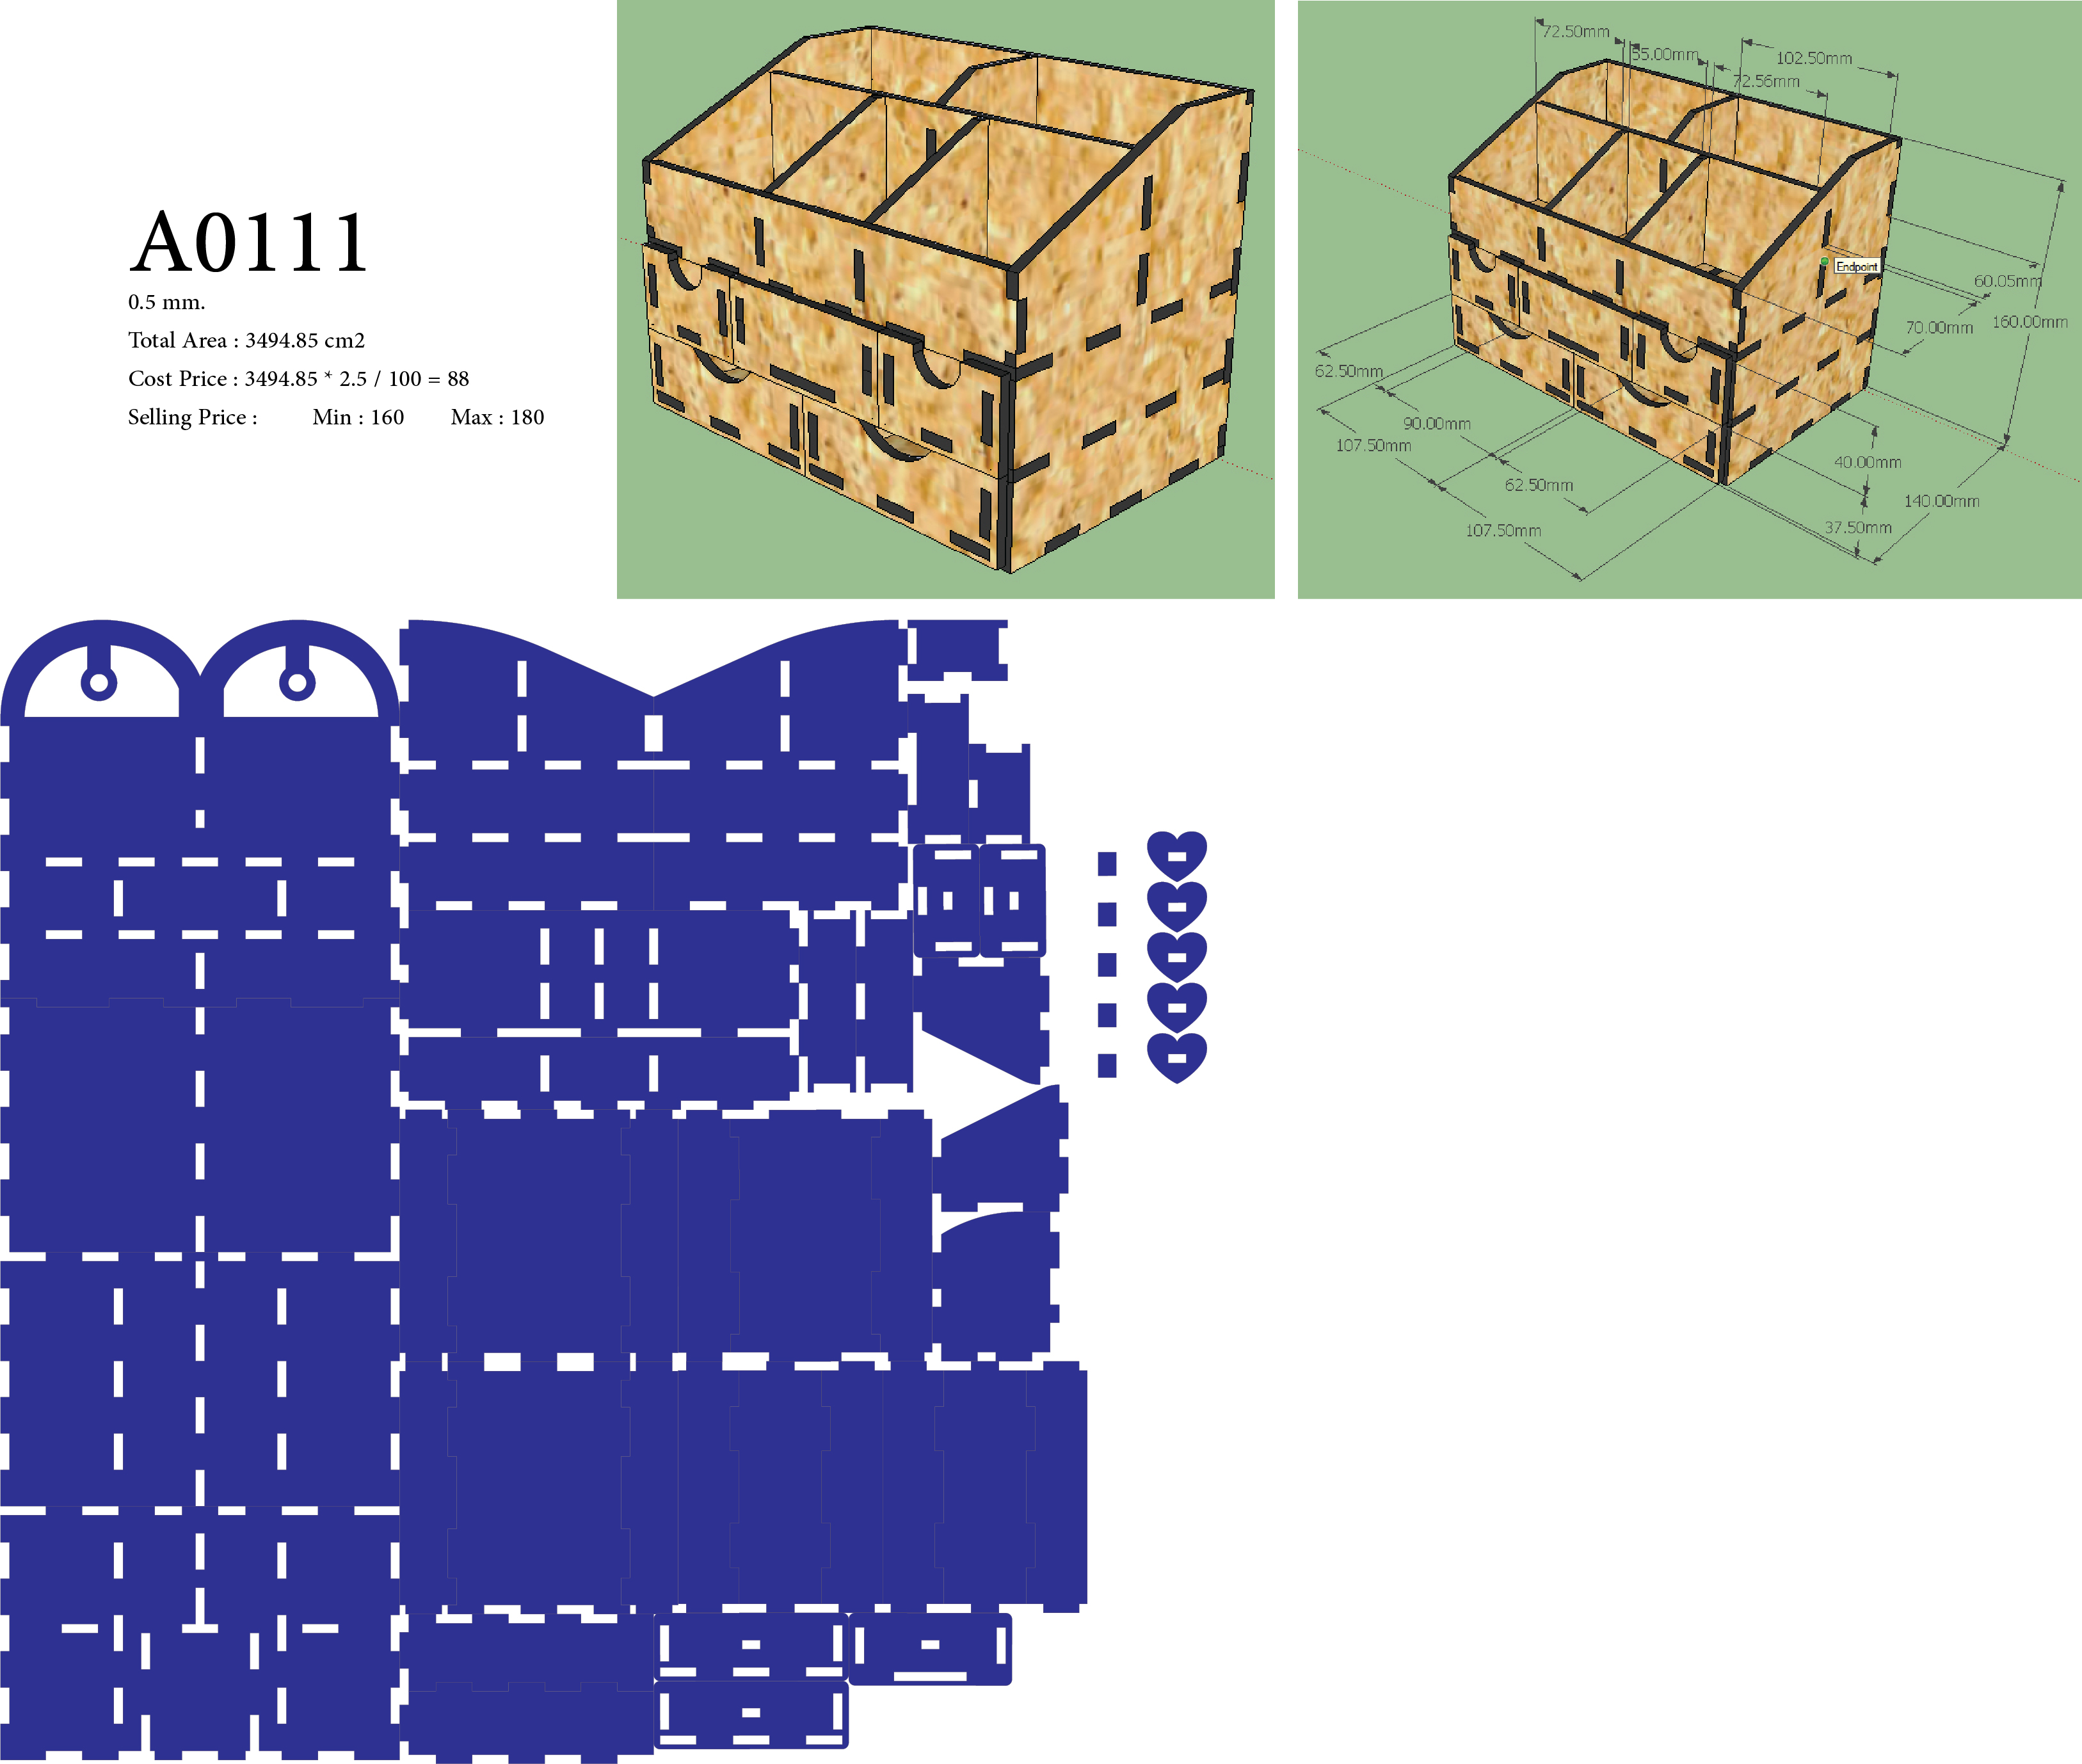 A0111
0.5 mm.
Total Area : 3494.85 cm2
Cost Price : 3494.85 * 2.5 / 100 = 88
Selling Price : Min : 160 Max : 180
72.50mm
55.00mm
102.50mm
72.56mm
Endpoint
60.05mm
160.00mm
70.00mm
62.50mm
90.00mm
107.50mm
40.00mm
62.50mm
140.00mm
37.50mm
107.50mm